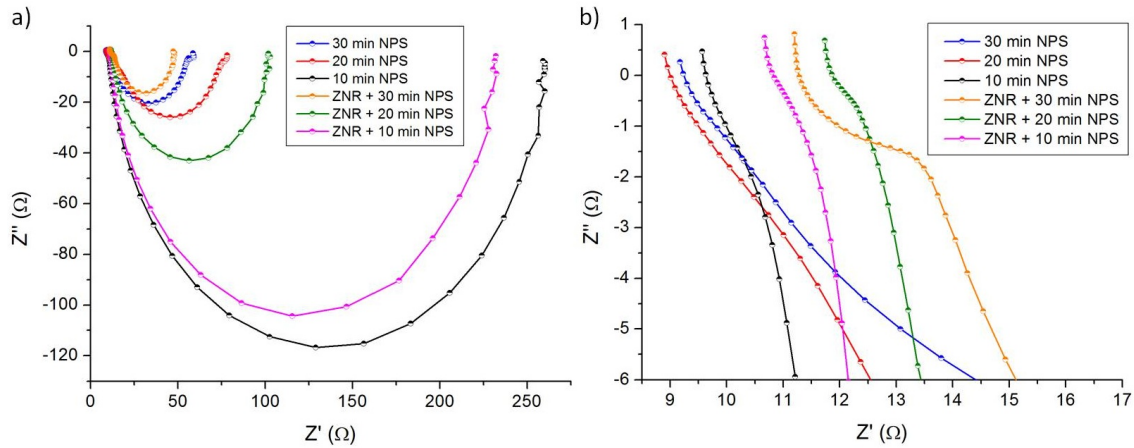 a)
0
-20
-40
-60
-80
-100
-120
Z'' (Ω)
0 50 100 150 200 250
Z' (Ω)
30 min NPS
20 min NPS
10 min NPS
ZNR + 30 min NPS
ZNR + 20 min NPS
ZNR + 10 min NPS
b)
1
0
-1
-2
-3
-4
-5
-6
Z'' (Ω)
9 10 11 12 13 14 15 16 17
Z' (Ω)
30 min NPS
20 min NPS
10 min NPS
ZNR + 30 min NPS
ZNR + 20 min NPS
ZNR + 10 min NPS